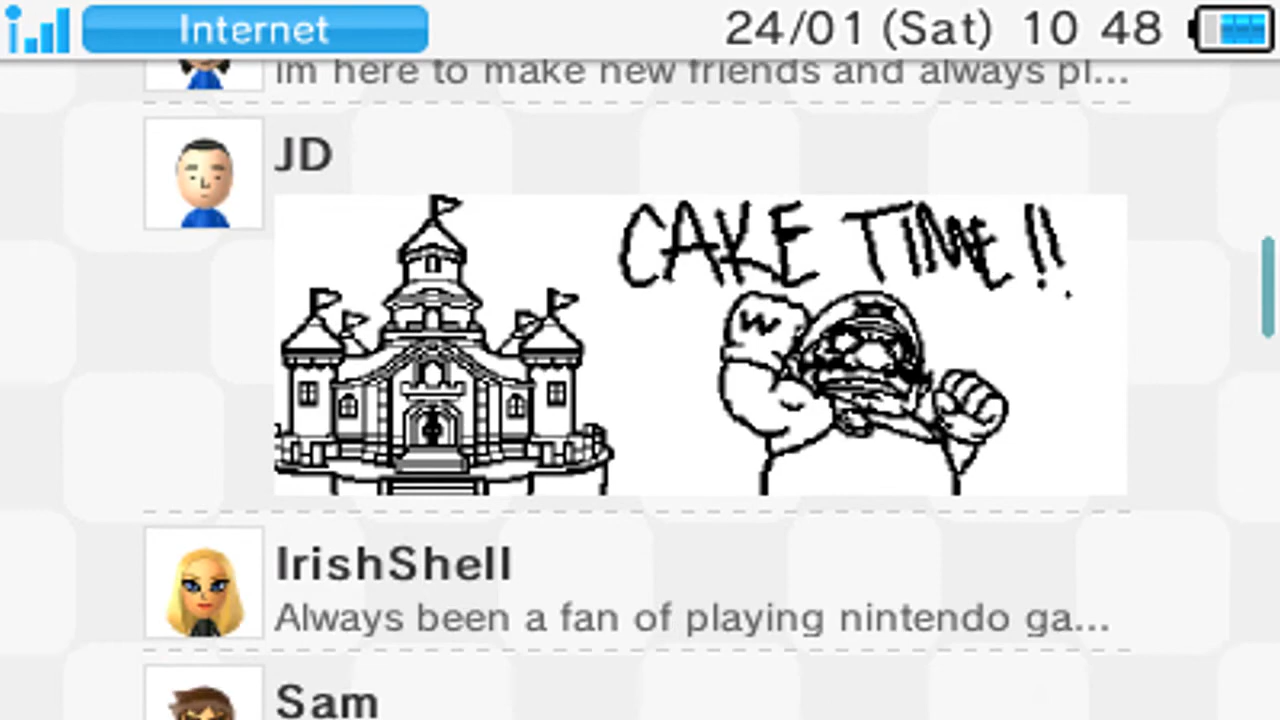 Internet
24/01 (Sat) 10 48
im here to make new friends and always pl...
JD
CAKE TIME!!
W
IrishShell
Always been a fan of playing nintendo ga...
Sam